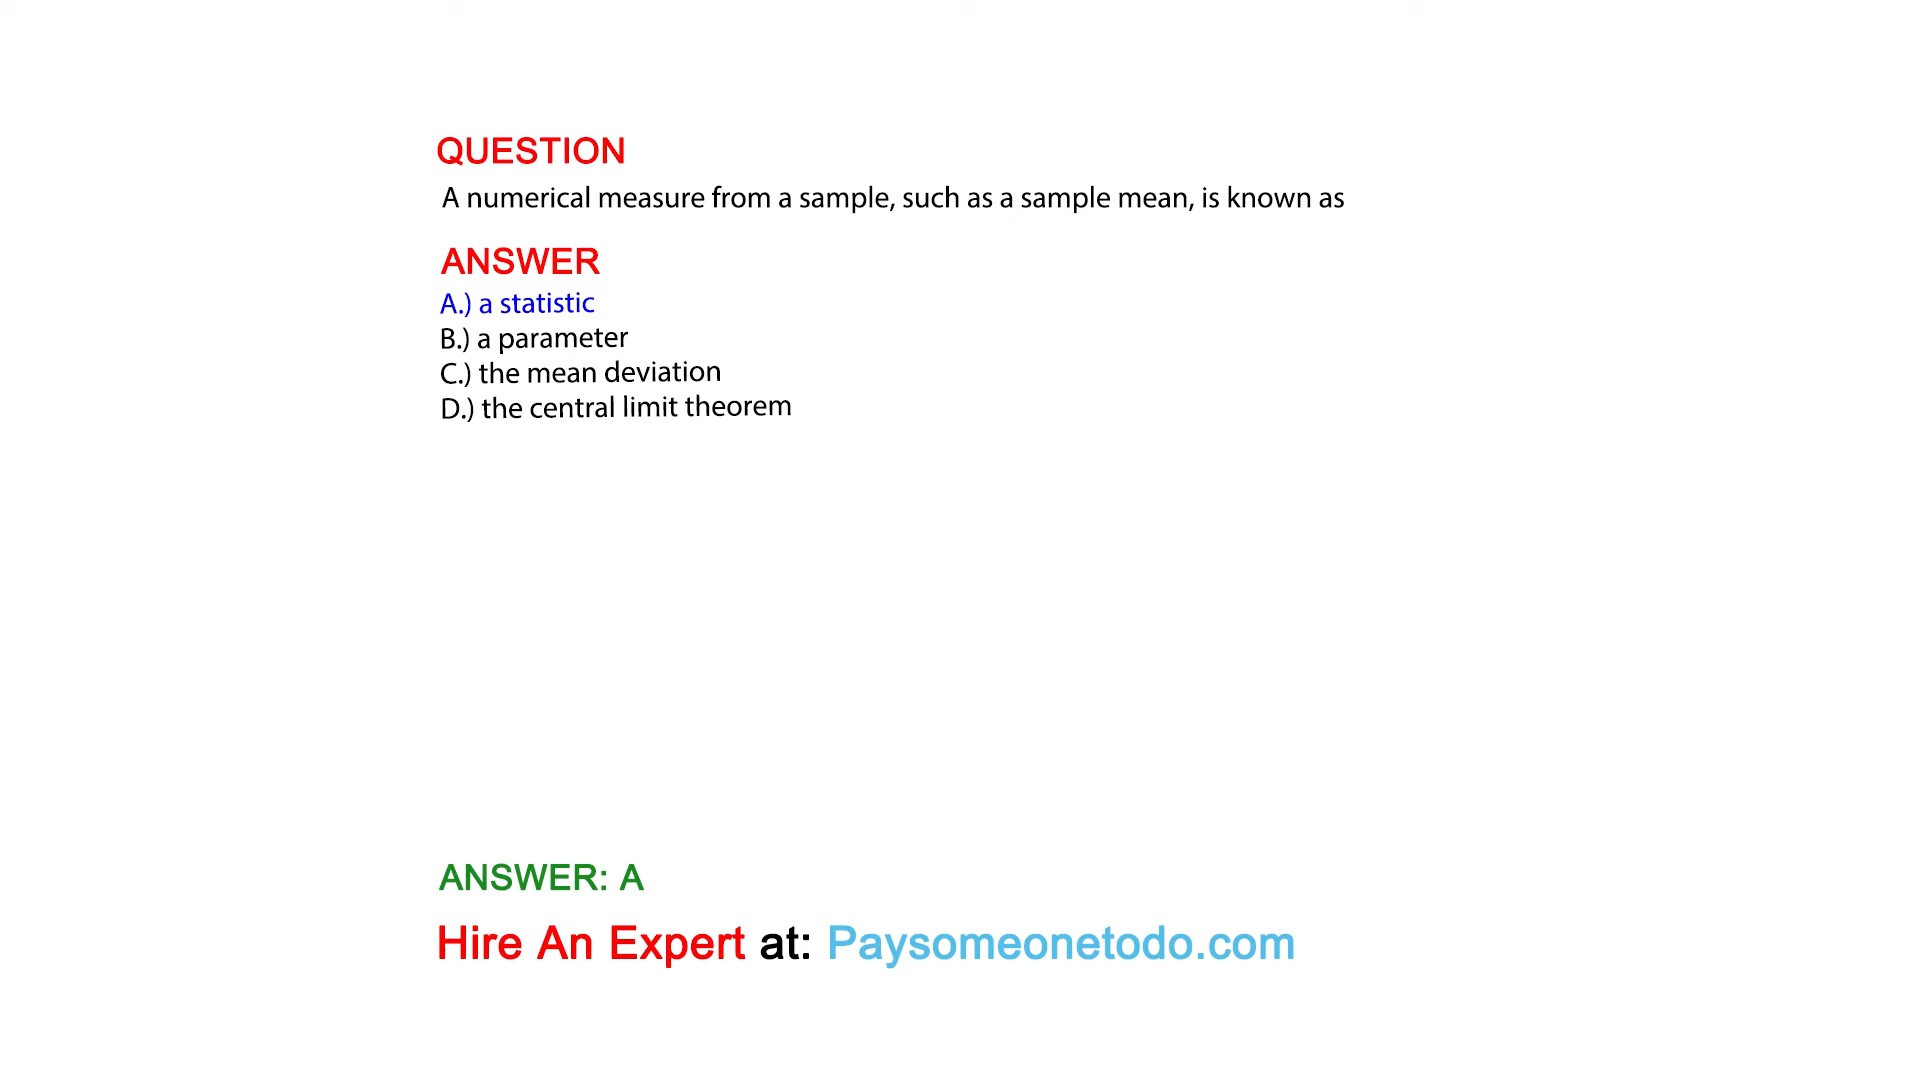 QUESTION
A numerical measure from a sample, such as a sample mean, is known as
ANSWER
A.) a statistic
B.) a parameter
C.) the mean deviation
D.) the central limit theorem
ANSWER: A
Hire An Expert at: Paysomeonetodo.com